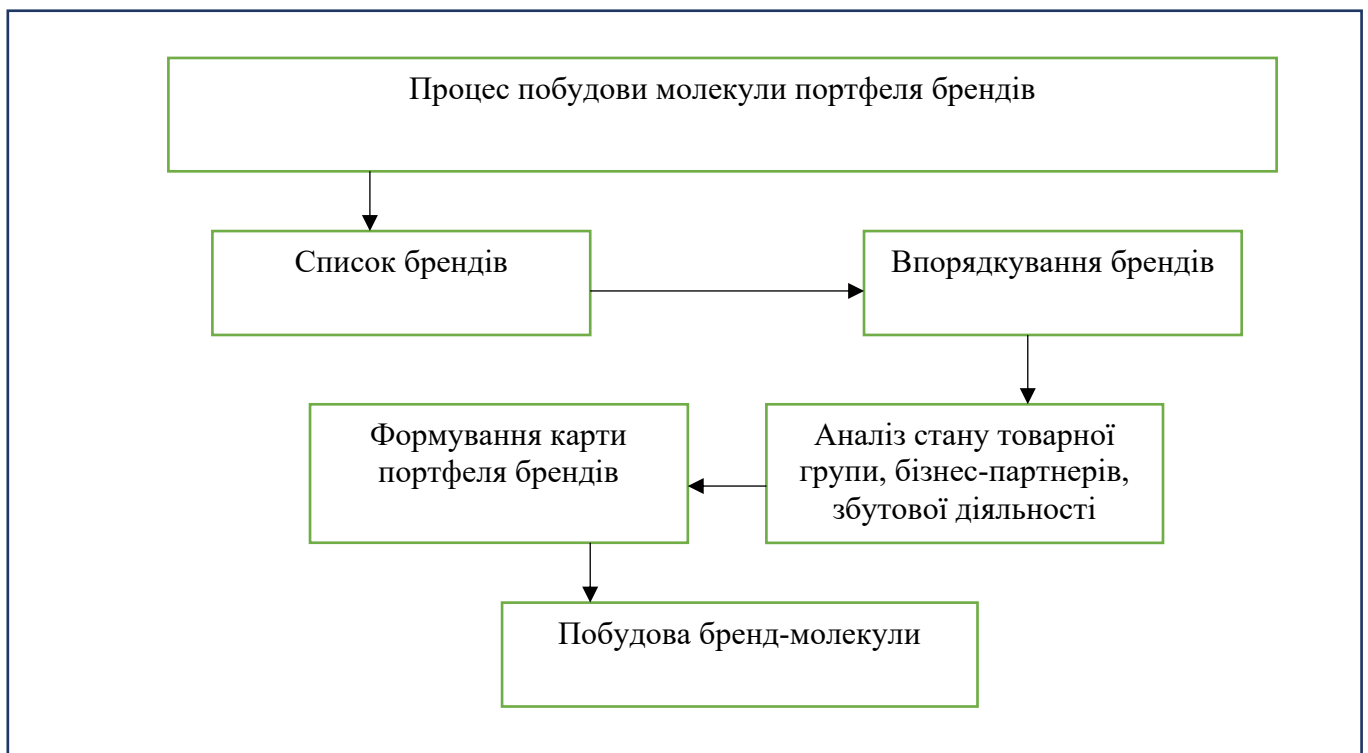 Процес побудови молекули портфеля брендів
Список брендів
Впорядкування брендів
Аналіз стану товарної
групи, бізнес-партнерів,
збутової діяльності
Формування карти
портфеля брендів
Побудова бренд-молекули